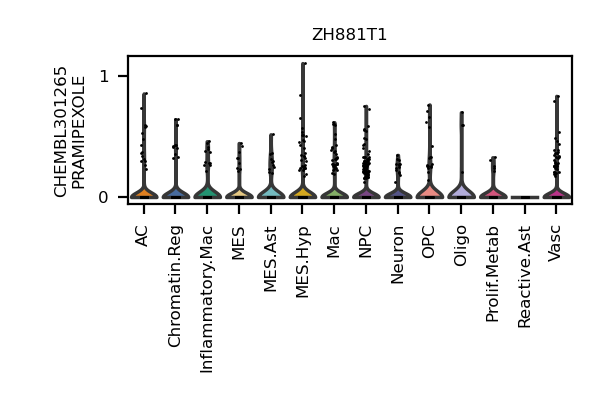 ZH881T1
CHEMBL301265
PRAMIPEXOLE
1
0
AC
Chromatin.Reg
Inflammatory.Mac
MES
MES.Ast
MES.Hyp
Mac
NPC
Neuron
OPC
Oligo
Prolif.Metab
Reactive.Ast
Vasc